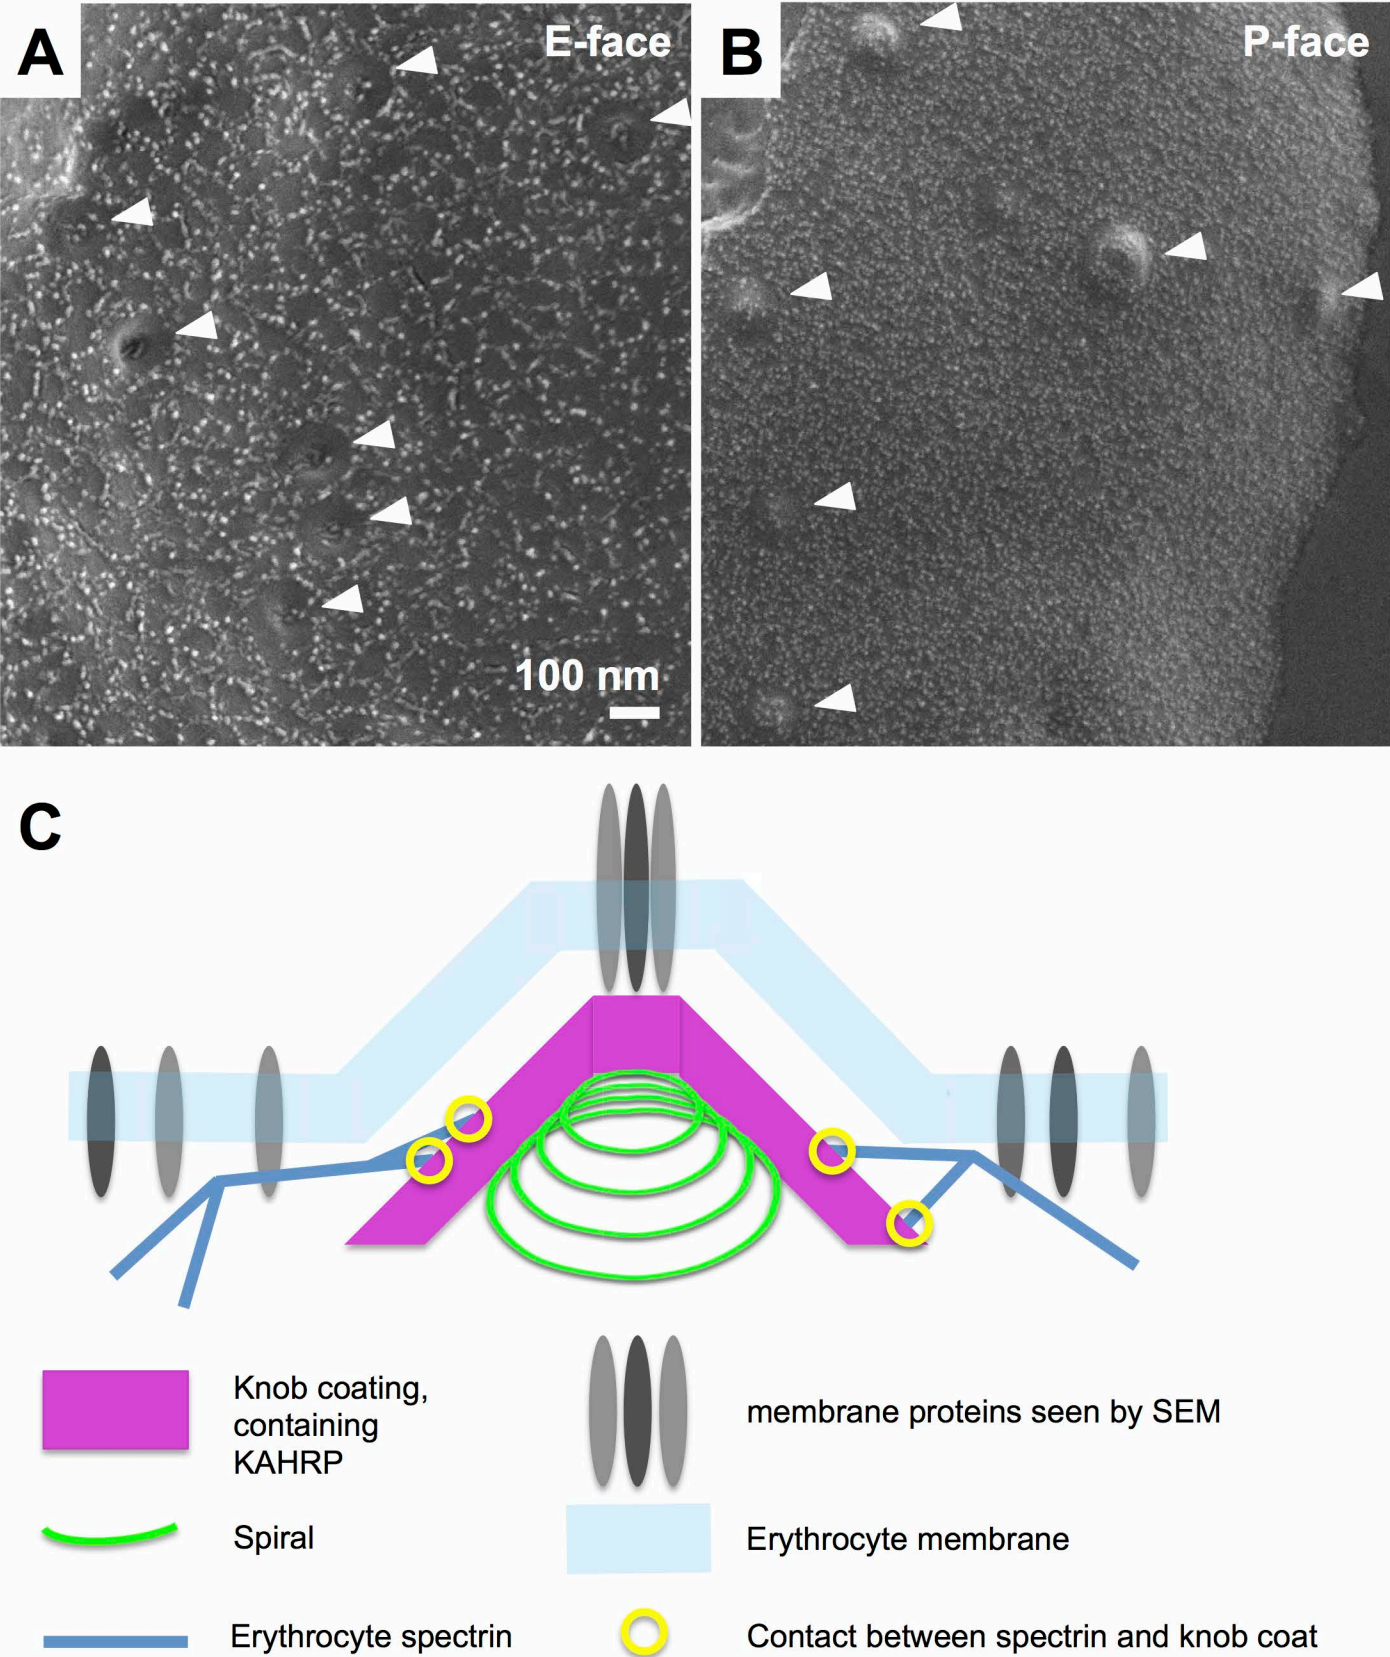 A
E-face
100 nm
B
P-face
C
Knob coating,
containing
KAHRP
membrane proteins seen by SEM
Spiral
Erythrocyte membrane
Erythrocyte spectrin
Contact between spectrin and knob coat